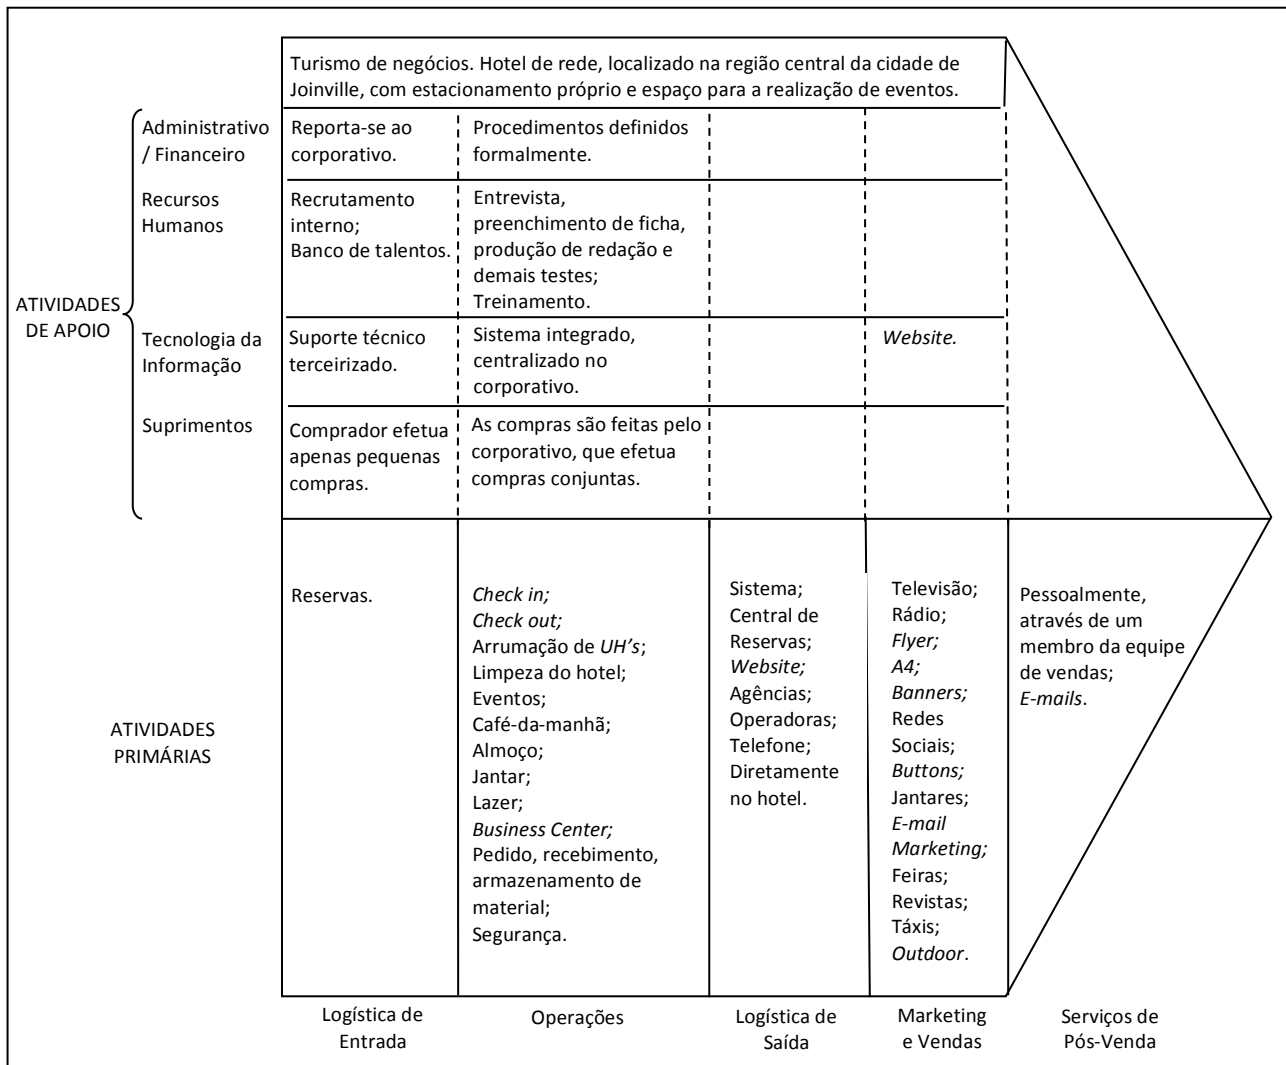 Turismo de negócios. Hotel de rede, localizado na região central da cidade de
Joinville, com estacionamento próprio e espaço para a realização de eventos.
ATIVIDADES
DE APOIO
Administrativo
/ Financeiro
Reporta-se ao
corporativo.
Procedimentos definidos
formalmente.
Recursos
Humanos
Recrutamento
interno;
Banco de talentos.
Entrevista,
preenchimento de ficha,
produção de redação e
demais testes;
Treinamento.
Tecnologia da
Informação
Suporte técnico
terceirizado.
Sistema integrado,
centralizado no
corporativo.
Website.
Suprimentos
Comprador efetua
apenas pequenas
compras.
As compras são feitas pelo
corporativo, que efetua
compras conjuntas.
ATIVIDADES
PRIMÁRIAS
Reservas.
Check in;
Check out;
Arrumação de UH's;
Limpeza do hotel;
Eventos;
Café-da-manhã;
Almoço;
Jantar;
Lazer;
Business Center;
Pedido, recebimento,
armazenamento de
material;
Segurança.
Sistema;
Central de
Reservas;
Website;
Agências;
Operadoras;
Telefone;
Diretamente
no hotel.
Televisão;
Rádio;
Flyer;
A4;
Banners;
Redes
Sociais;
Buttons;
Jantares;
E-mail
Marketing;
Feiras;
Revistas;
Táxis;
Outdoor.
Pessoalmente,
através de um
membro da equipe
de vendas;
E-mails.
Logística de
Entrada
Operações
Logística de
Saída
Marketing
e Vendas
Serviços de
Pós-Venda